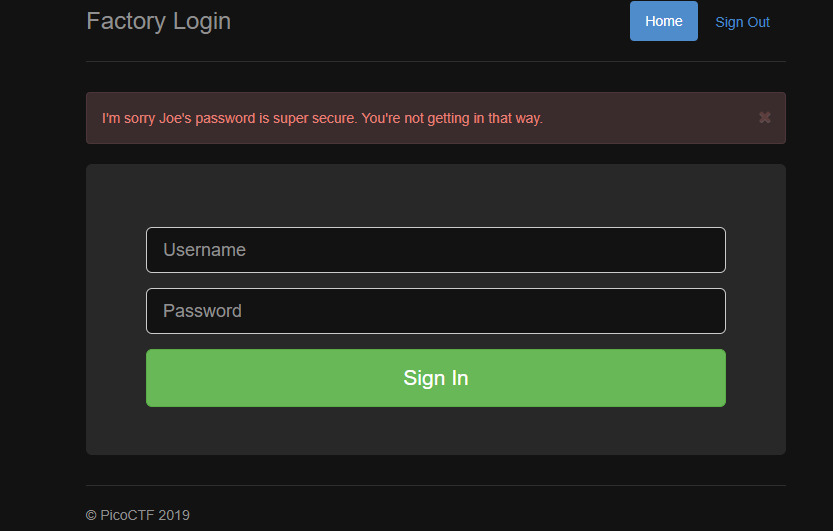 Factory Login
Home
Sign Out
I'm sorry Joe's password is super secure. You're not getting in that way.
Username
Password
Sign In
© PicoCTF 2019